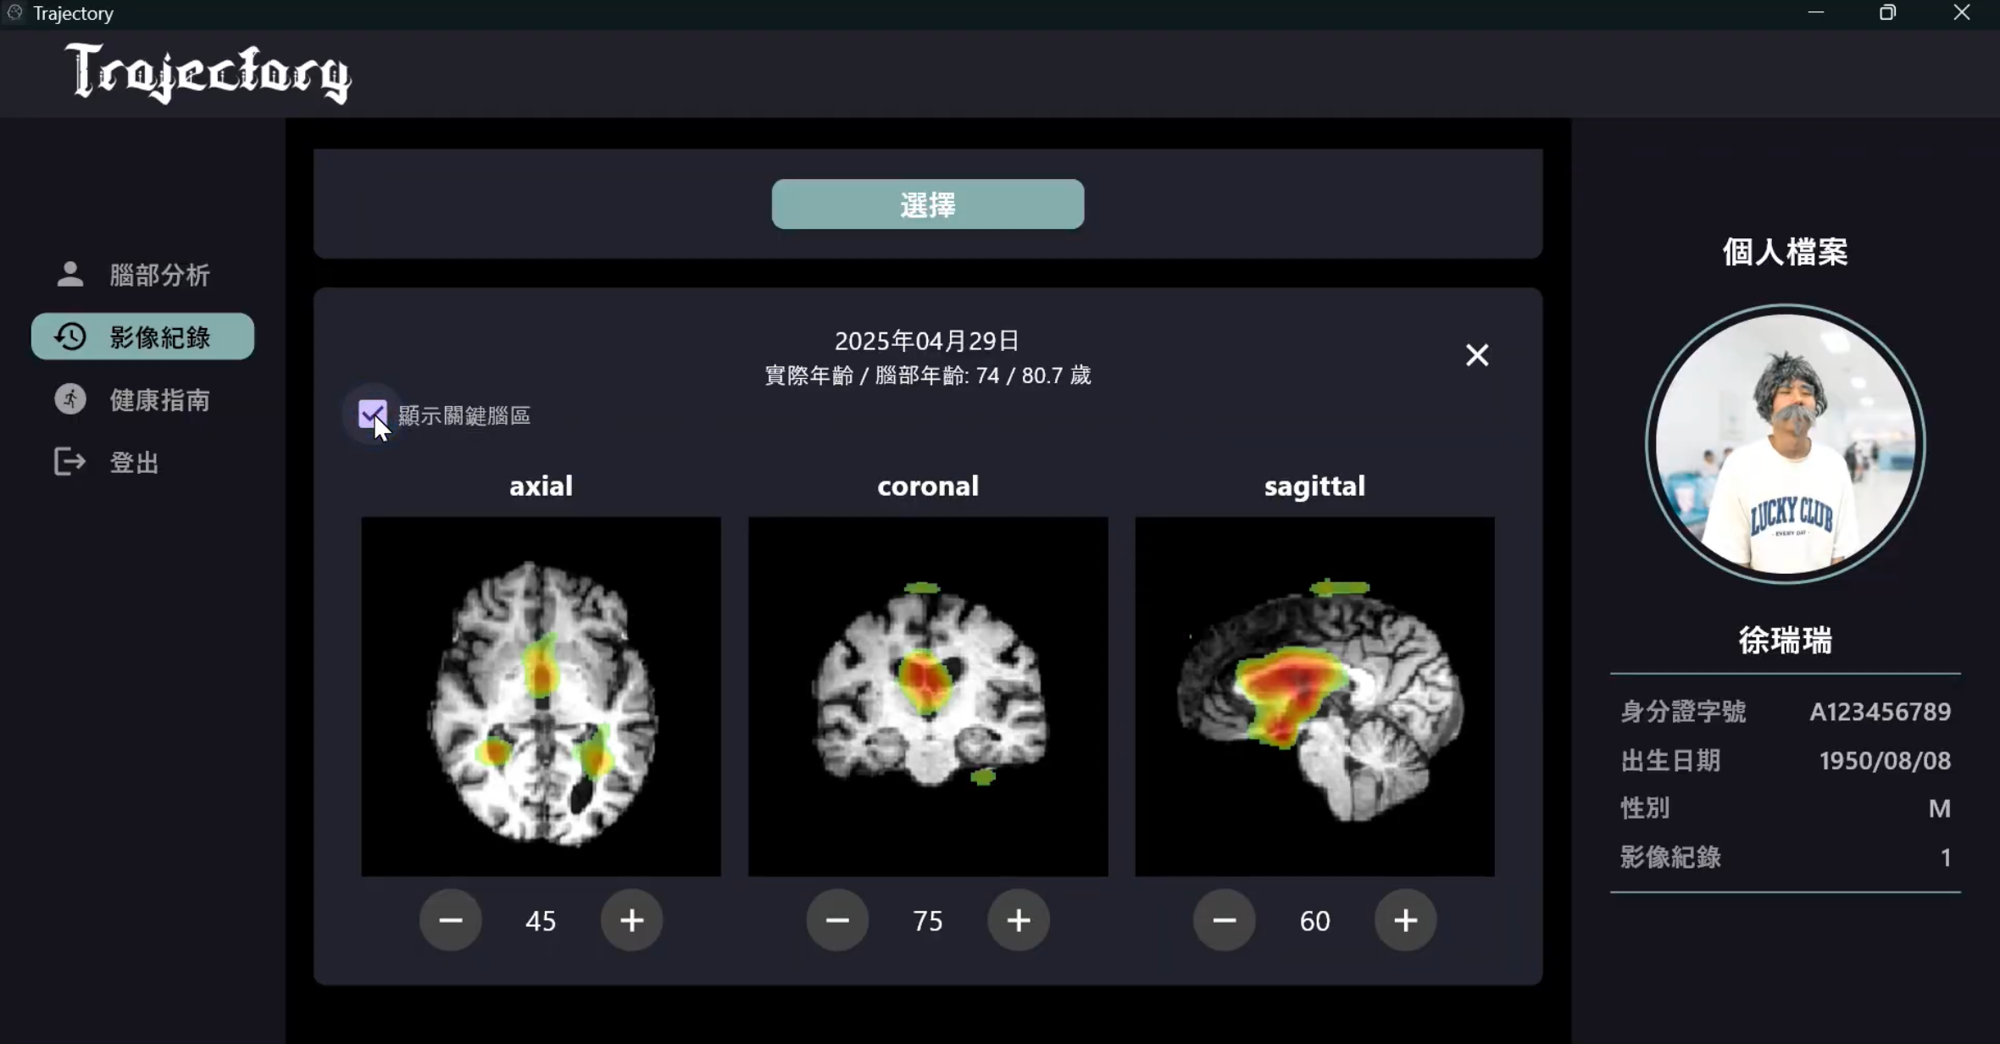 Trajectory
Trajectory
腦部分析
影像紀錄
健康指南
登出
選擇
2025年04月29日
實際年齡 / 腦部年齡: 74 / 80.7 歲
顯示關鍵腦區
axial
coronal
sagittal
45
75
60
個人檔案
LUCKY CLUB
- EVERY DAY -
徐瑞瑞
身分證字號 A123456789
出生日期 1950/08/08
性別 M
影像紀錄 1